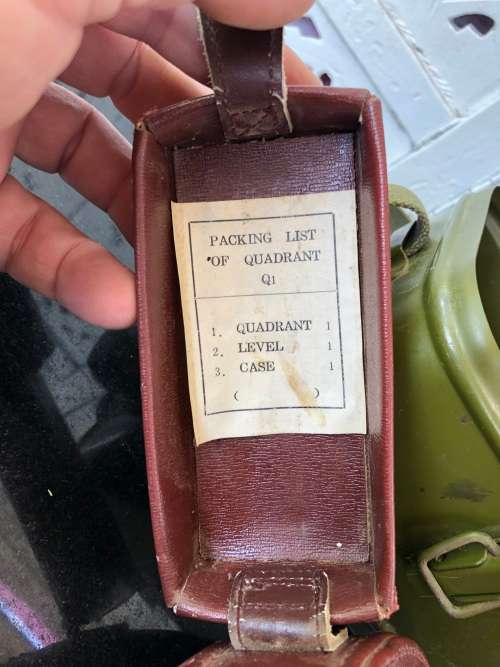 PACKING LIST
OF QUADRANT
Q1
1. QUADRANT 1
2. LEVEL 1
3. CASE 1
( )